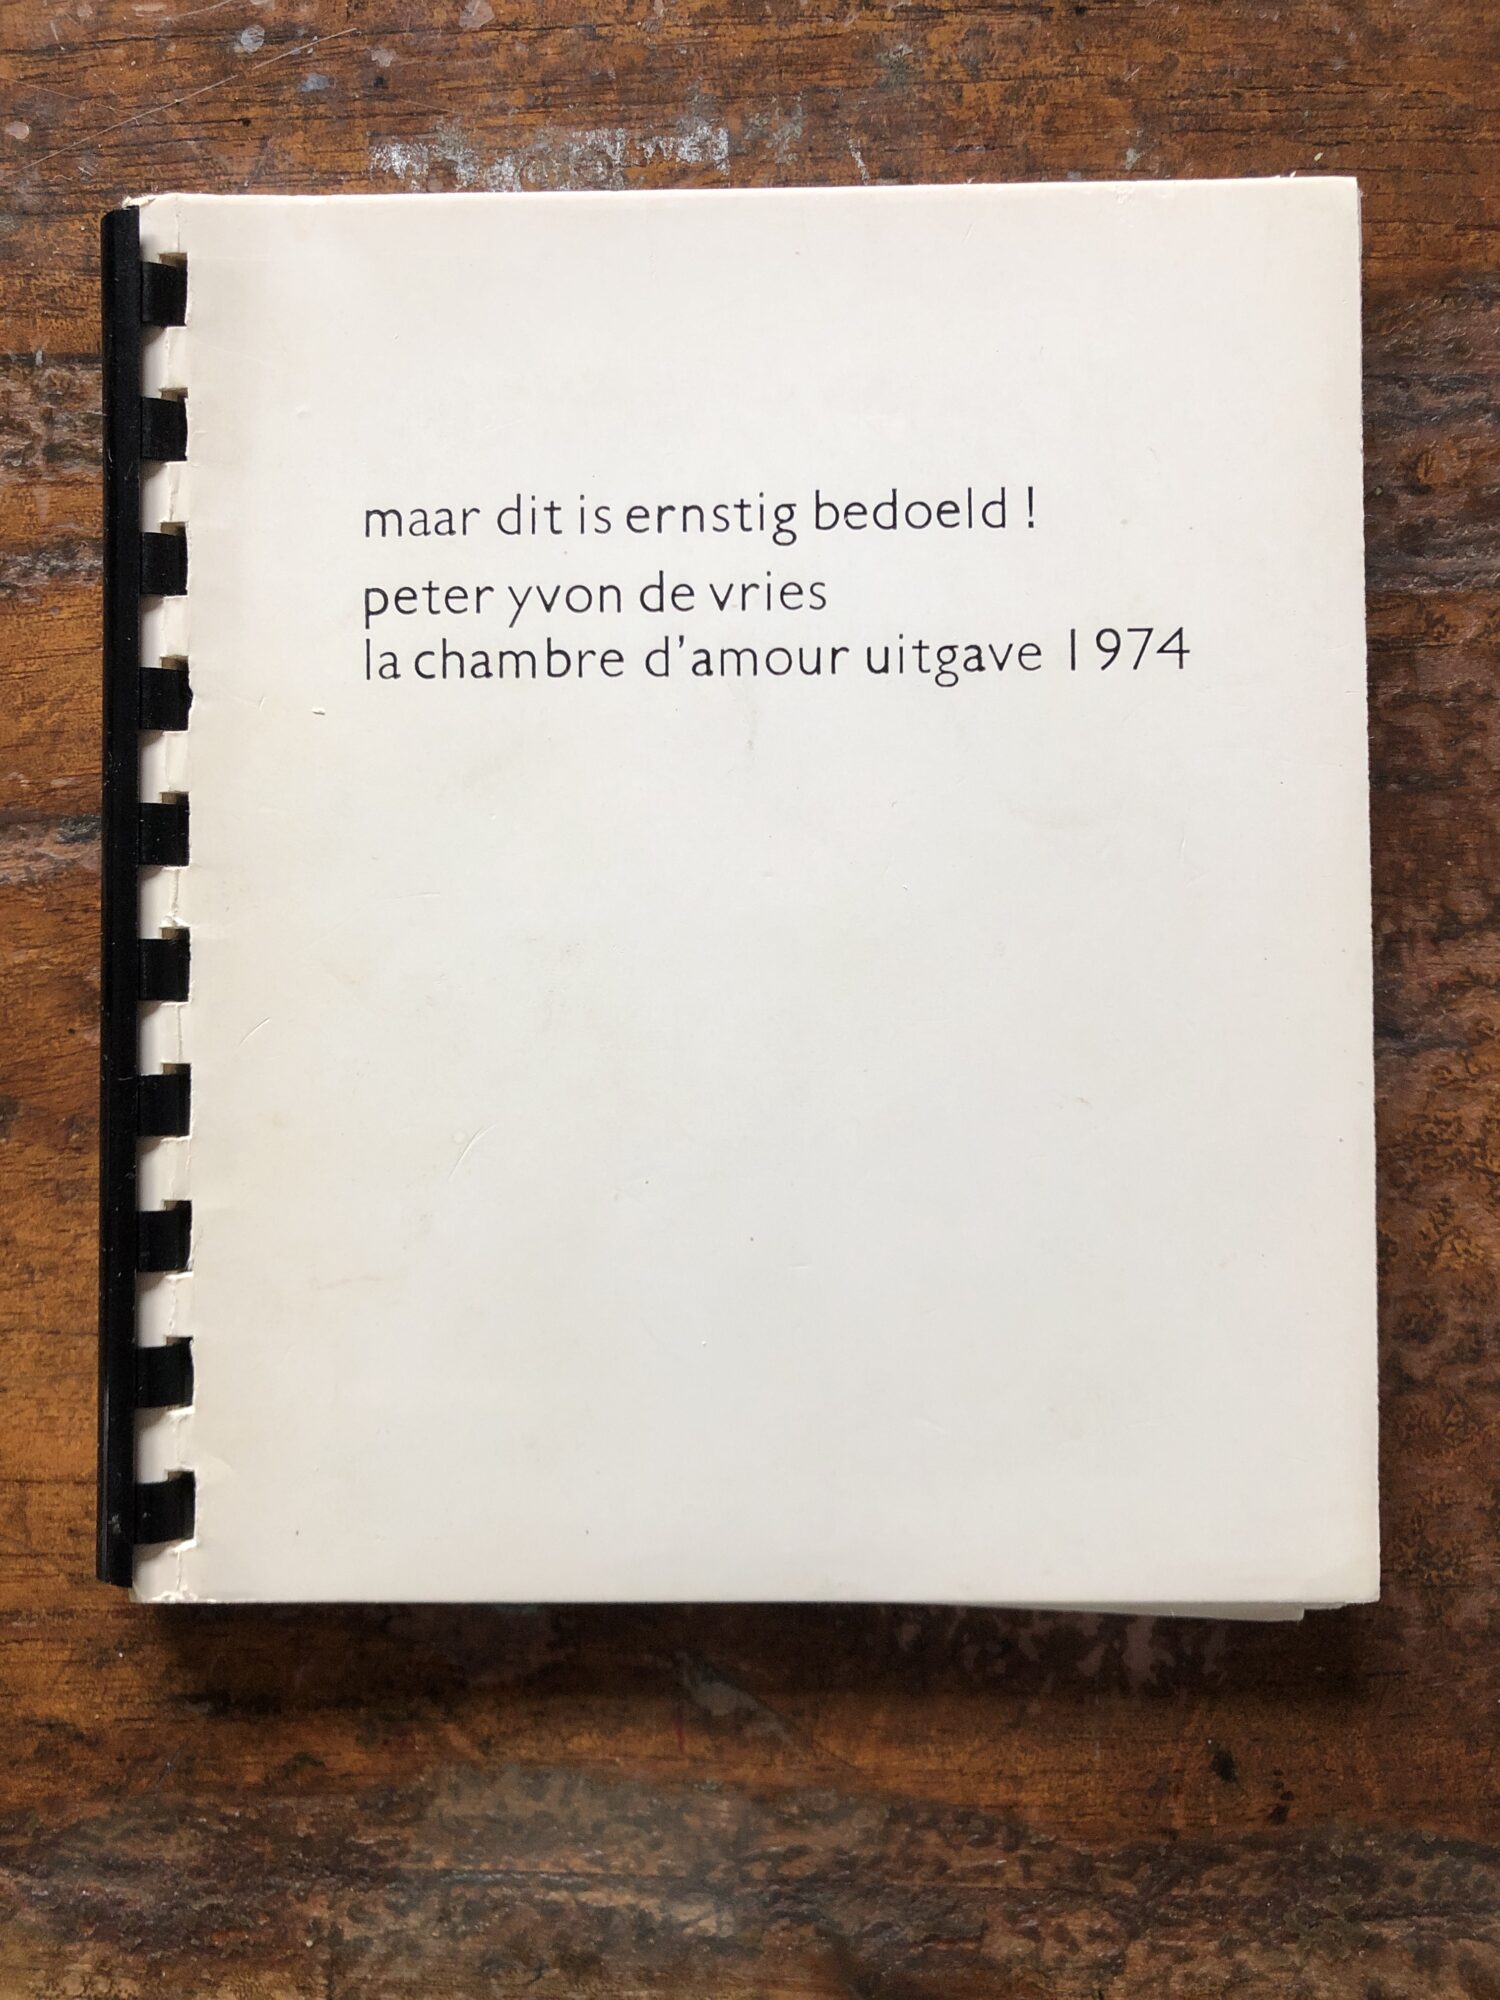 maar dit is ernstig bedoeld !
peter yvon de vries
la chambre d'amour uitgave 1974